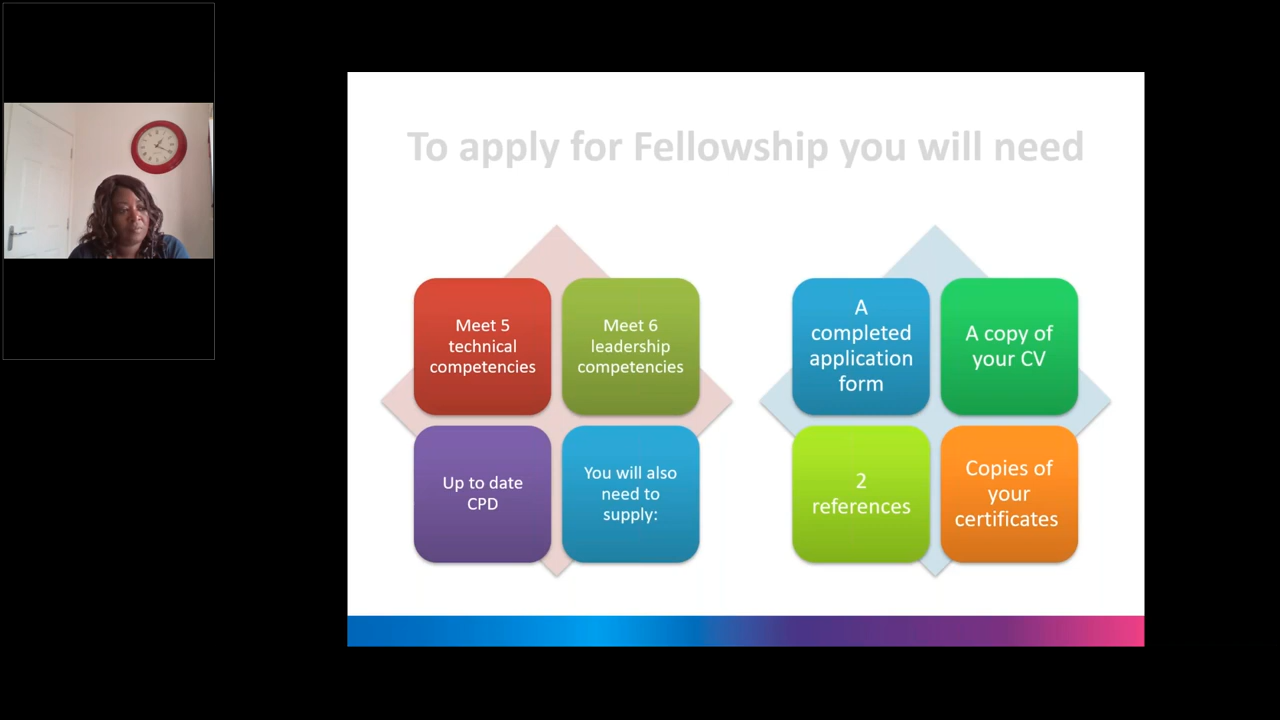 To apply for Fellowship you will need
Meet 5
technical
competencies
Meet 6
leadership
competencies
Up to date
CPD
You will also
need to
supply:
A
completed
application
form
A copy of
your CV
2
references
Copies of
your
certificates